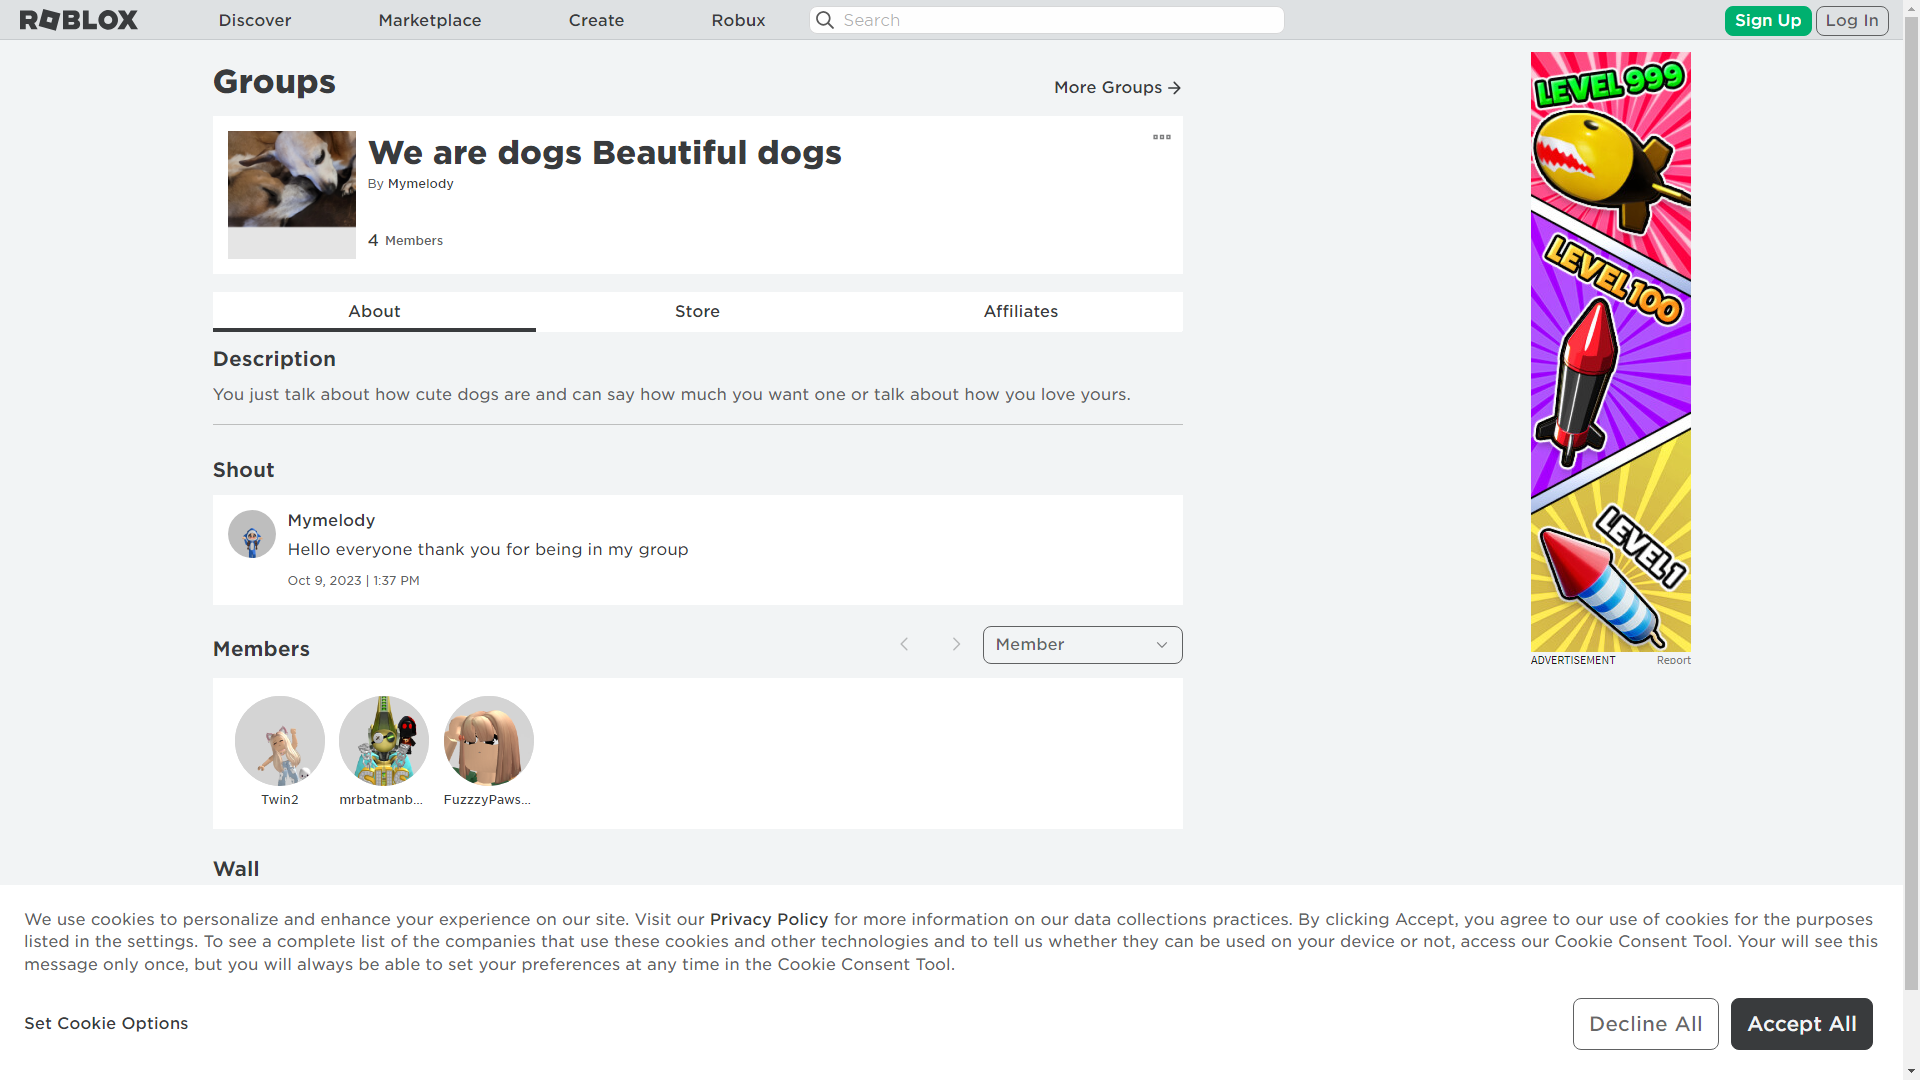 ROBLOX
Discover
Marketplace
Create
Robux
Search
Sign Up
Log In
Groups
More Groups
We are dogs Beautiful dogs
By Mymelody
4 Members
About
Store
Affiliates
Description
You just talk about how cute dogs are and can say how much you want one or talk about how you love yours.
Shout
Mymelody
Hello everyone thank you for being in my group
Oct 9, 2023 | 1:37 PM
Members
Member
Twin2
mrbatmanb...
FuzzzyPaws...
Wall
LEVEL 999
LEVEL 100
LEVEL 1
ADVERTISEMENT
Report
We use cookies to personalize and enhance your experience on our site. Visit our Privacy Policy for more information on our data collections practices. By clicking Accept, you agree to our use of cookies for the purposes
listed in the settings. To see a complete list of the companies that use these cookies and other technologies and to tell us whether they can be used on your device or not, access our Cookie Consent Tool. Your will see this
message only once, but you will always be able to set your preferences at any time in the Cookie Consent Tool.
Set Cookie Options
Decline All
Accept All